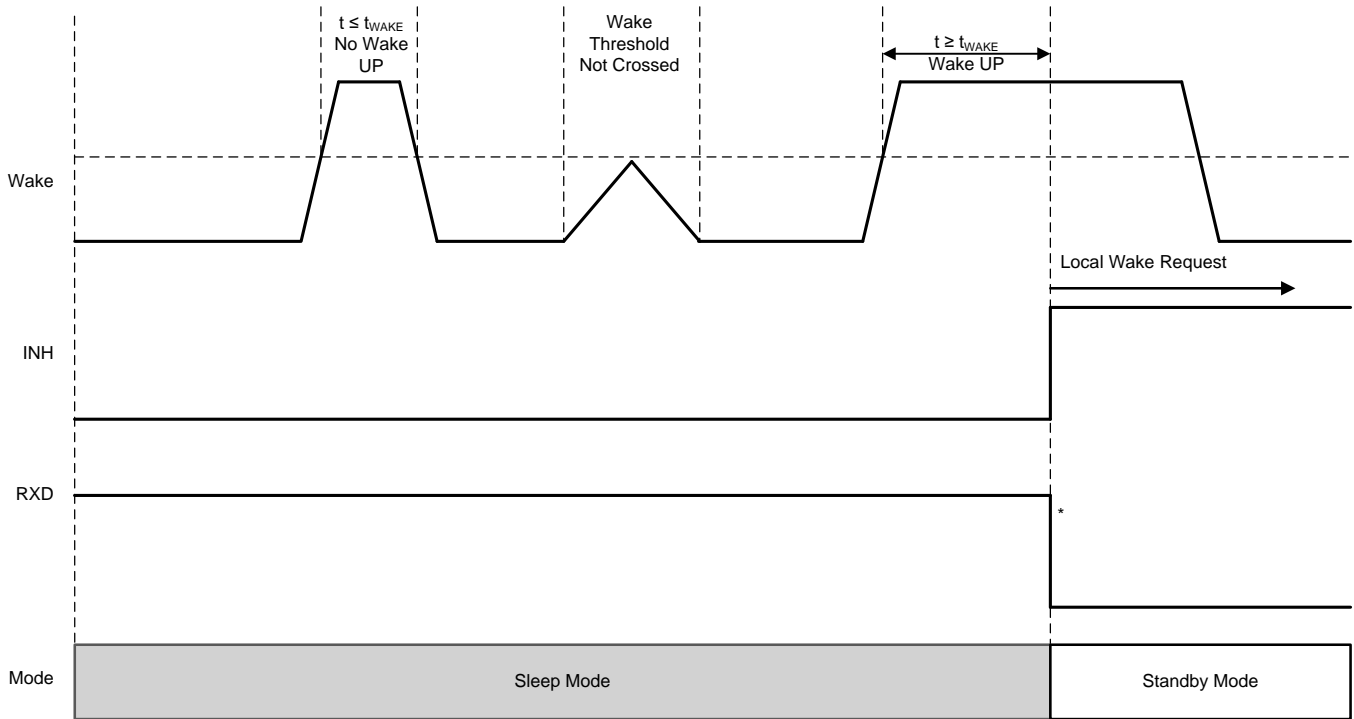 t ≤ tWAKE
No Wake
UP
Wake
Threshold
Not Crossed
t ≥ tWAKE
Wake UP
Wake
Local Wake Request
INH
RXD
*
Mode
Sleep Mode
Standby Mode